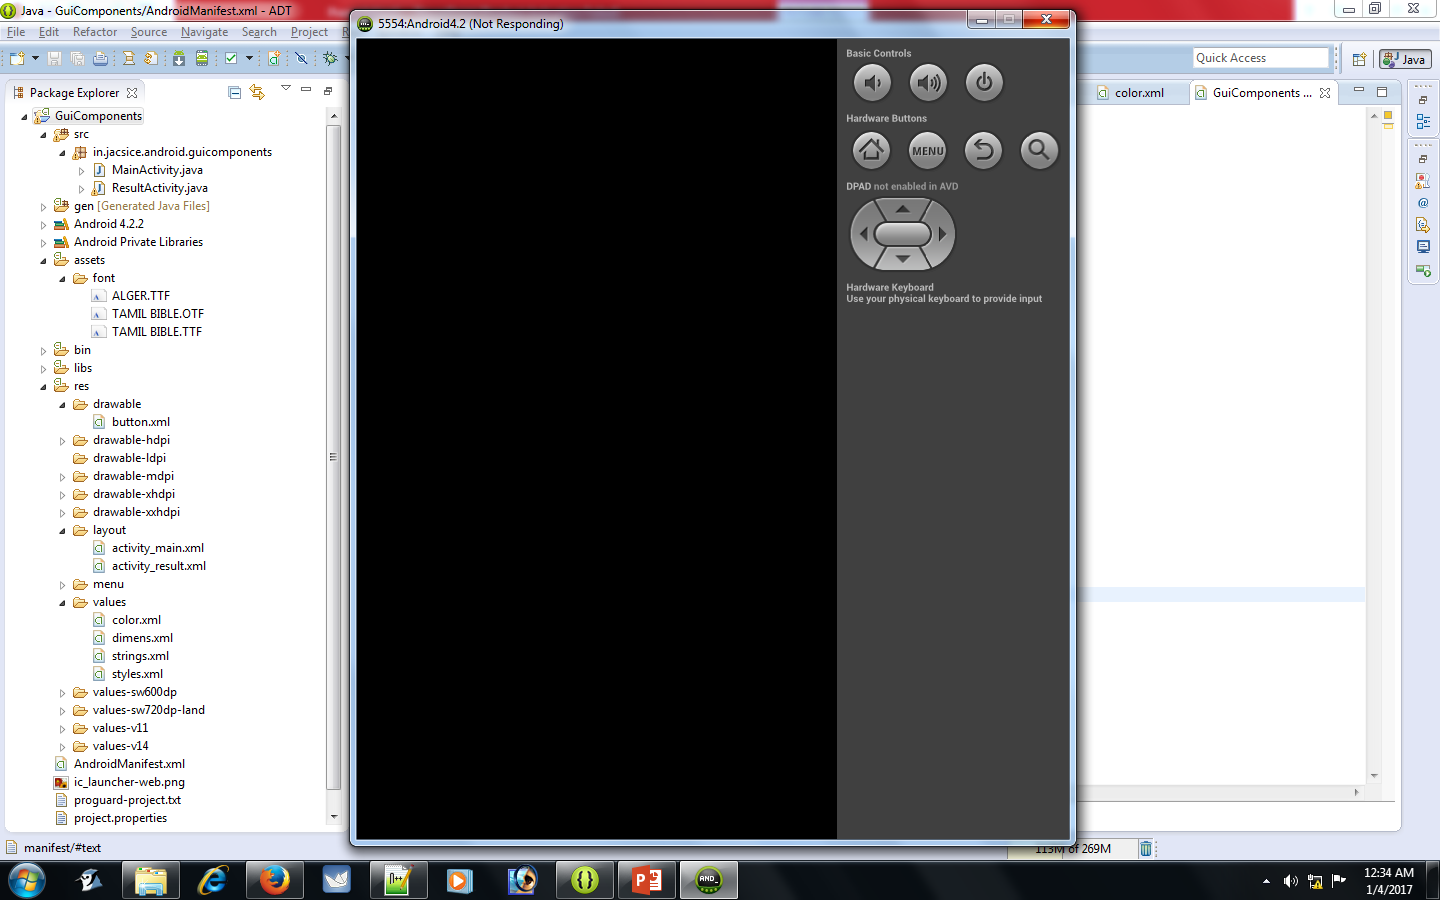 Java - GuiComponents/AndroidManifest.xml - ADT
File Edit Refactor Source Navigate Search Project
Quick Access
Java
Package Explorer
GuiComponents
src
in.jacsice.android.guicomponents
MainActivity.java
ResultActivity.java
gen [Generated Java Files]
Android 4.2.2
Android Private Libraries
assets
font
ALGER.TTF
TAMIL BIBLE.OTF
TAMIL BIBLE.TTF
bin
libs
res
drawable
button.xml
drawable-hdpi
drawable-ldpi
drawable-mdpi
drawable-xhdpi
drawable-xxhdpi
layout
activity_main.xml
activity_result.xml
menu
values
color.xml
dimens.xml
strings.xml
styles.xml
values-sw600dp
values-sw720dp-land
values-v11
values-v14
AndroidManifest.xml
ic_launcher-web.png
proguard-project.txt
project.properties
manifest/#text
5554:Android4.2 (Not Responding)
Basic Controls
Hardware Buttons
MENU
DPAD not enabled in AVD
Hardware Keyboard
Use your physical keyboard to provide input
color.xml
GuiComponents ...
113M of 269M
12:34 AM
1/4/2017